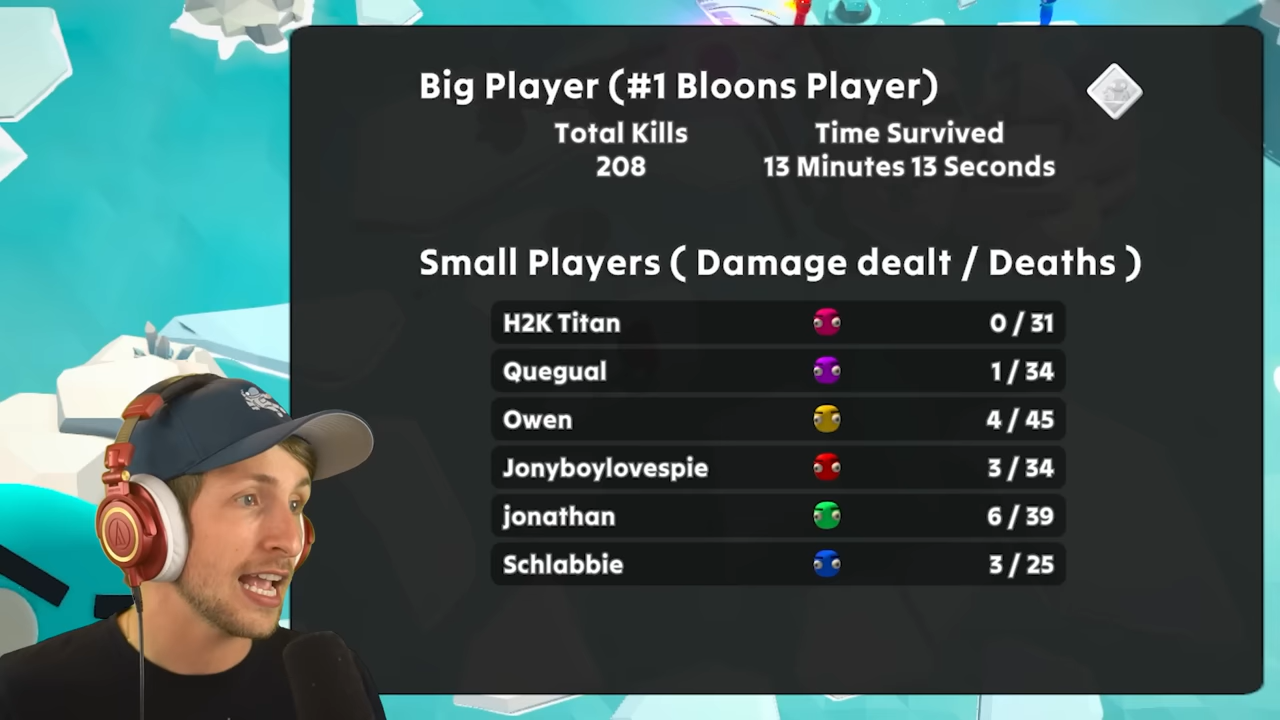 Big Player (#1 Bloons Player)
Total Kills
Time Survived
208
13 Minutes 13 Seconds
Small Players ( Damage dealt / Deaths )
H2K Titan 0 / 31
Quegual 1 / 34
Owen 4 / 45
Jonyboylovespie 3 / 34
jonathan 6 / 39
Schlabbie 3 / 25